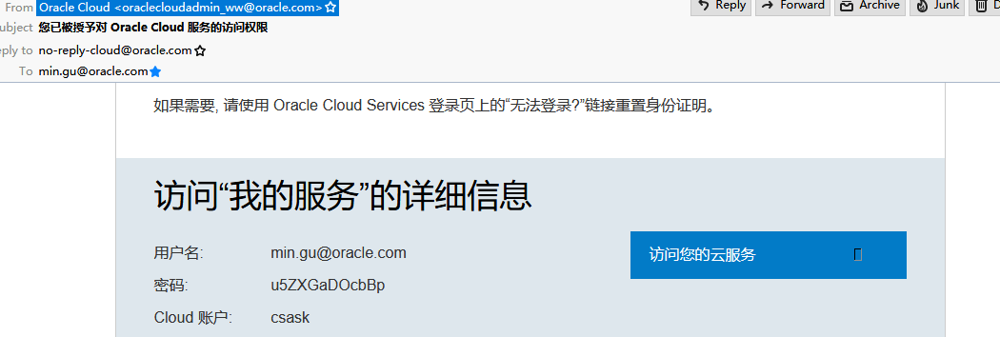 From Oracle Cloud <oraclecloudadmin_ww@oracle.com>
Reply Forward Archive Junk D
ubject 您已被授予对 Oracle Cloud 服务的访问权限
eply to no-reply-cloud@oracle.com
To min.gu@oracle.com
如果需要, 请使用 Oracle Cloud Services 登录页上的“无法登录?”链接重置身份证明。
访问“我的服务”的详细信息
用户名: min.gu@oracle.com
访问您的云服务
密码: u5ZXGaDOcbBp
Cloud 账户: csask